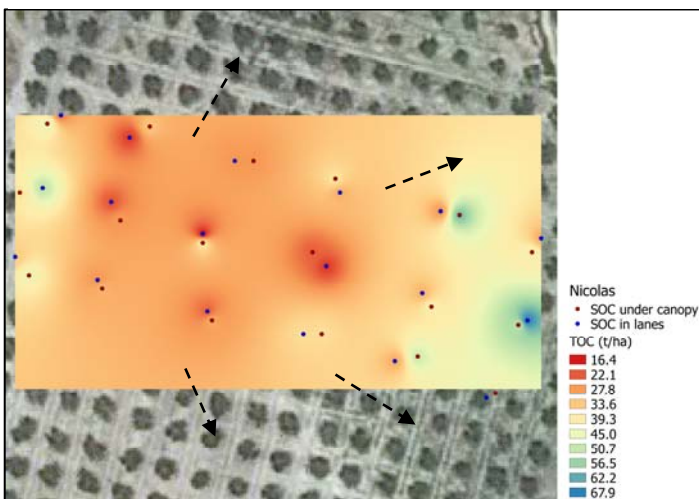 Nicolas
SOC under canopy
SOC in lanes
TOC (t/ha)
16.4
22.1
27.8
33.6
39.3
45.0
50.7
56.5
62.2
67.9